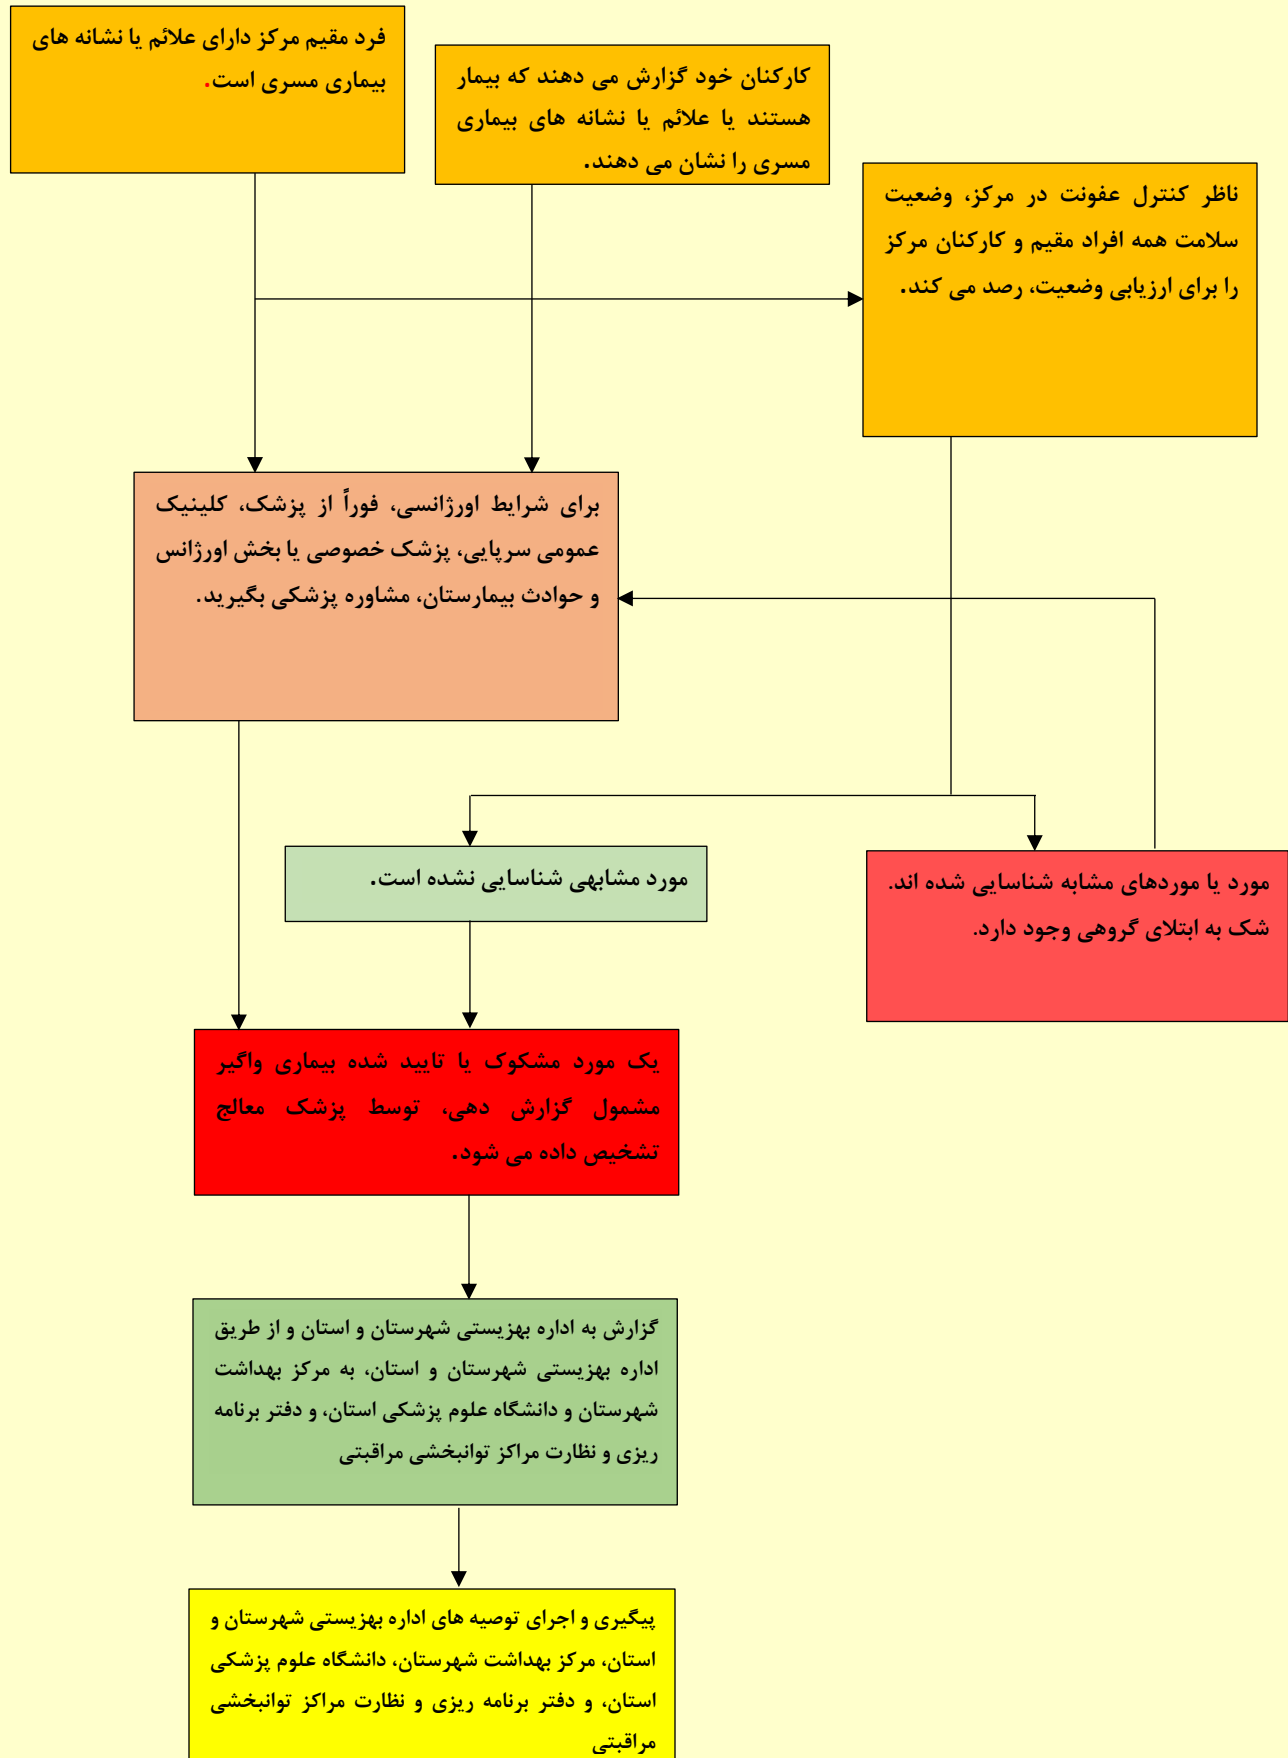 فرد مقیم مرکز دارای علائم یا نشانه های
بیماری مسری است.
کارکنان خود گزارش می دهند که بیمار
هستند یا علائم یا نشانه های بیماری
مسری را نشان می دهند.
ناظر کنترل عفونت در مرکز، وضعیت
سلامت همه افراد مقیم و کارکنان مرکز
را برای ارزیابی وضعیت، رصد می کند.
برای شرایط اورژانسی، فوراً از پزشک، کلینیک
عمومی سرپایی، پزشک خصوصی یا بخش اورژانس
و حوادث بیمارستان، مشاوره پزشکی بگیرید.
مورد مشابهی شناسایی نشده است.
مورد یا موردهای مشابه شناسایی شده اند.
شک به ابتلای گروهی وجود دارد.
یک مورد مشکوک یا تایید شده بیماری واگیر
مشمول گزارش دهی، توسط پزشک معالج
تشخیص داده می شود.
گزارش به اداره بهزیستی شهرستان و استان و از طریق
اداره بهزیستی شهرستان و استان، به مرکز بهداشت
شهرستان و دانشگاه علوم پزشکی استان، و دفتر برنامه
ریزی و نظارت مراکز توانبخشی مراقبتی
پیگیری و اجرای توصیه های اداره بهزیستی شهرستان و
استان، مرکز بهداشت شهرستان، دانشگاه علوم پزشکی
استان، و دفتر برنامه ریزی و نظارت مراکز توانبخشی
مراقبتی